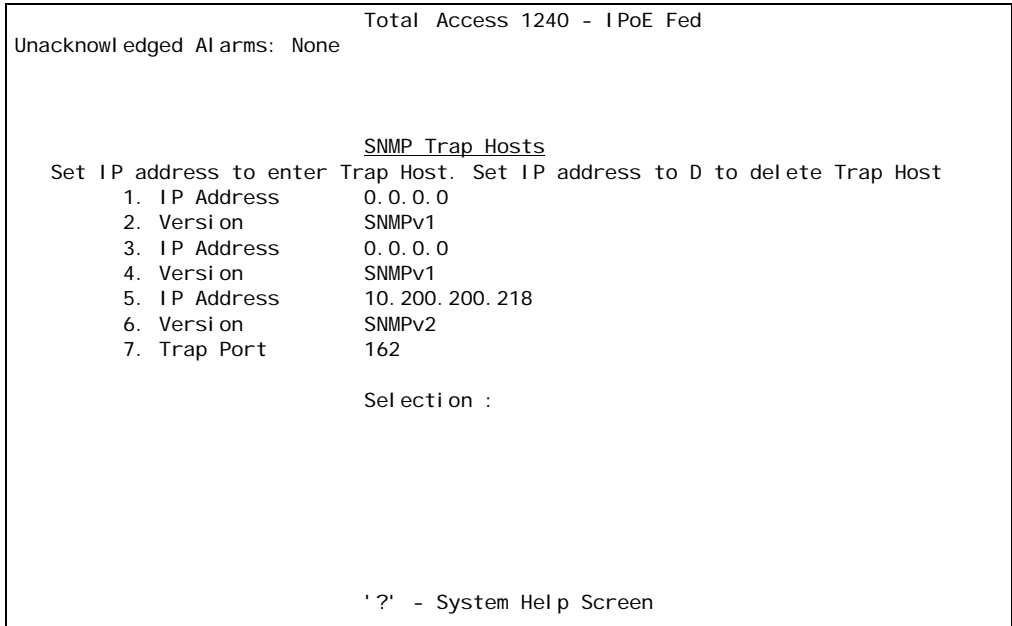 Total Access 1240 - IPoE Fed
Unacknowledged Alarms: None
SNMP Trap Hosts
Set IP address to enter Trap Host. Set IP address to D to delete Trap Host
1. IP Address 0.0.0.0
2. Version SNMPv1
3. IP Address 0.0.0.0
4. Version SNMPv1
5. IP Address 10.200.200.218
6. Version SNMPv2
7. Trap Port 162
Selection :
'?' - System Help Screen